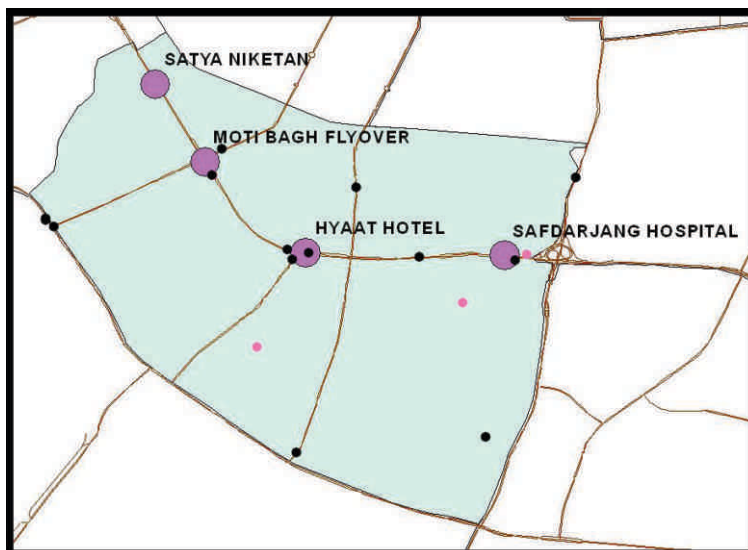 SATYA NIKETAN
MOTI BAGH FLYOVER
HYAAT HOTEL
SAFDARJANG HOSPITAL